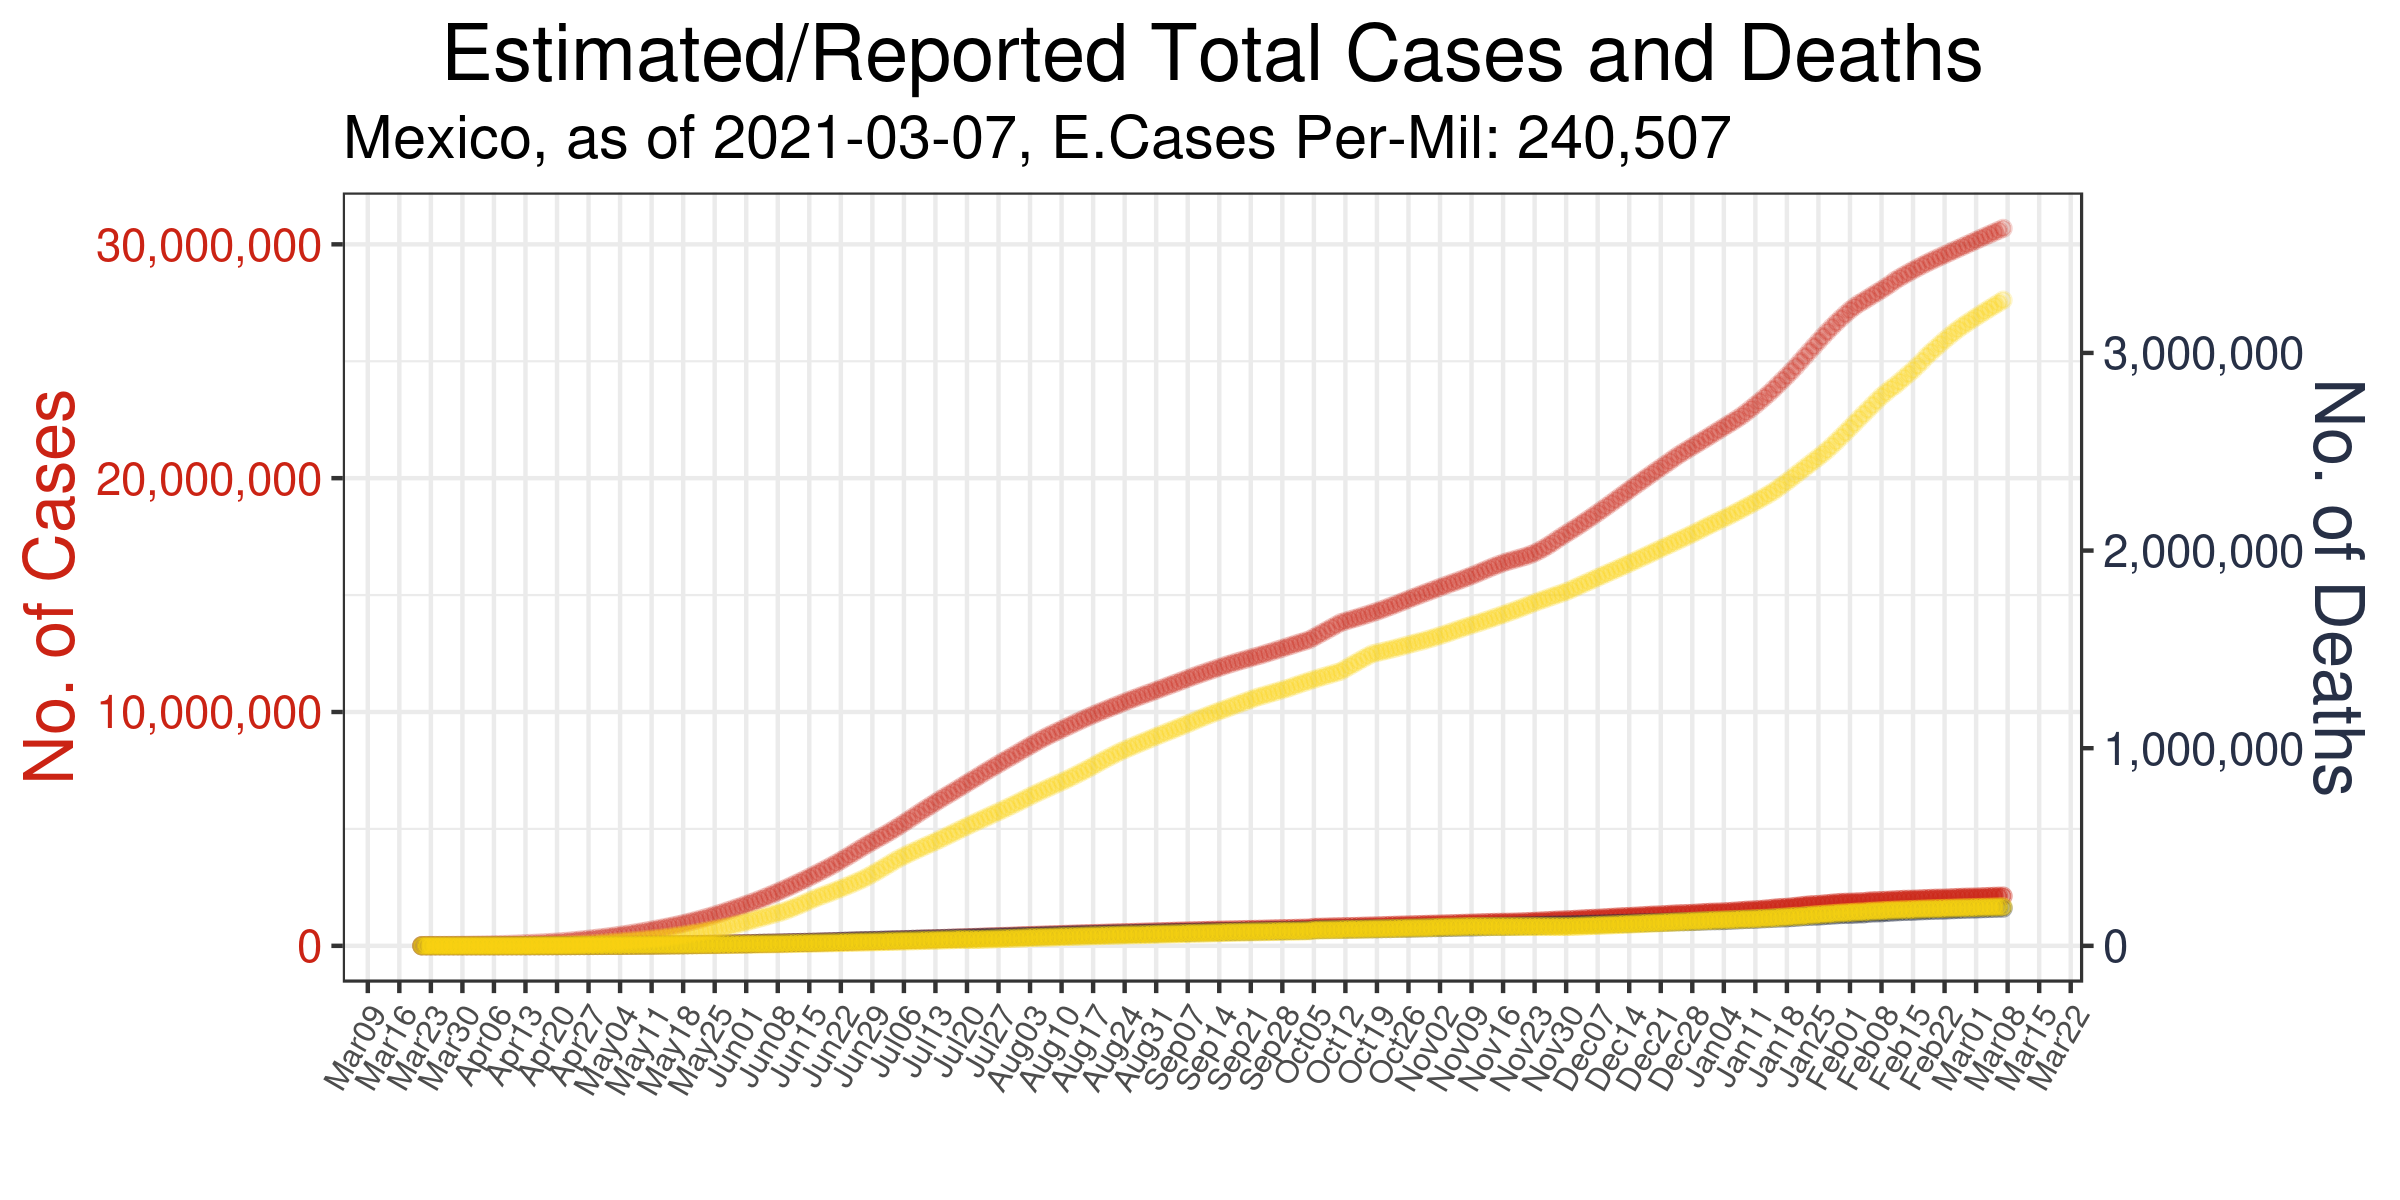 Estimated/Reported Total Cases and Deaths
Mexico, as of 2021-03-07, E.Cases Per-Mil: 240,507
No. of Cases
30,000,000
20,000,000
10,000,000
0
3,000,000
2,000,000
1,000,000
0
No. of Deaths
Mar09 Mar16 Mar23 Mar30 Apr06 Apr13 Apr20 Apr27 May04 May11 May18 May25 Jun01 Jun08 Jun15 Jun22 Jun29 Jul06 Jul13 Jul20 Jul27 Aug03 Aug10 Aug17 Aug24 Aug31 Sep07 Sep14 Sep21 Sep28 Oct05 Oct12 Oct19 Oct26 Nov02 Nov09 Nov16 Nov23 Nov30 Dec07 Dec14 Dec21 Dec28 Jan04 Jan11 Jan18 Jan25 Feb01 Feb08 Feb15 Feb22 Mar01 Mar08 Mar15 Mar22